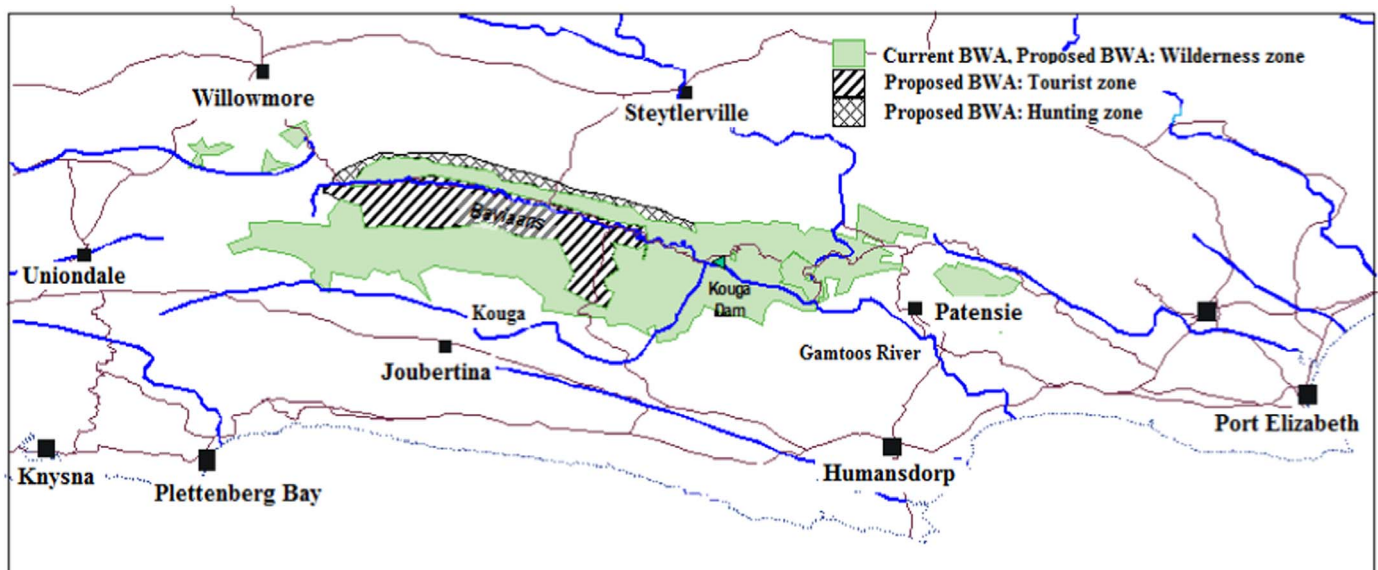 Current BWA, Proposed BWA: Wilderness zone
Proposed BWA: Tourist zone
Proposed BWA: Hunting zone
Willowmore
Steytlerville
Baviaans
Uniondale
Kouga
Dam
Kouga
Patensie
Joubertina
Gamtoos River
Port Elizabeth
Knysna
Plettenberg Bay
Humansdorp